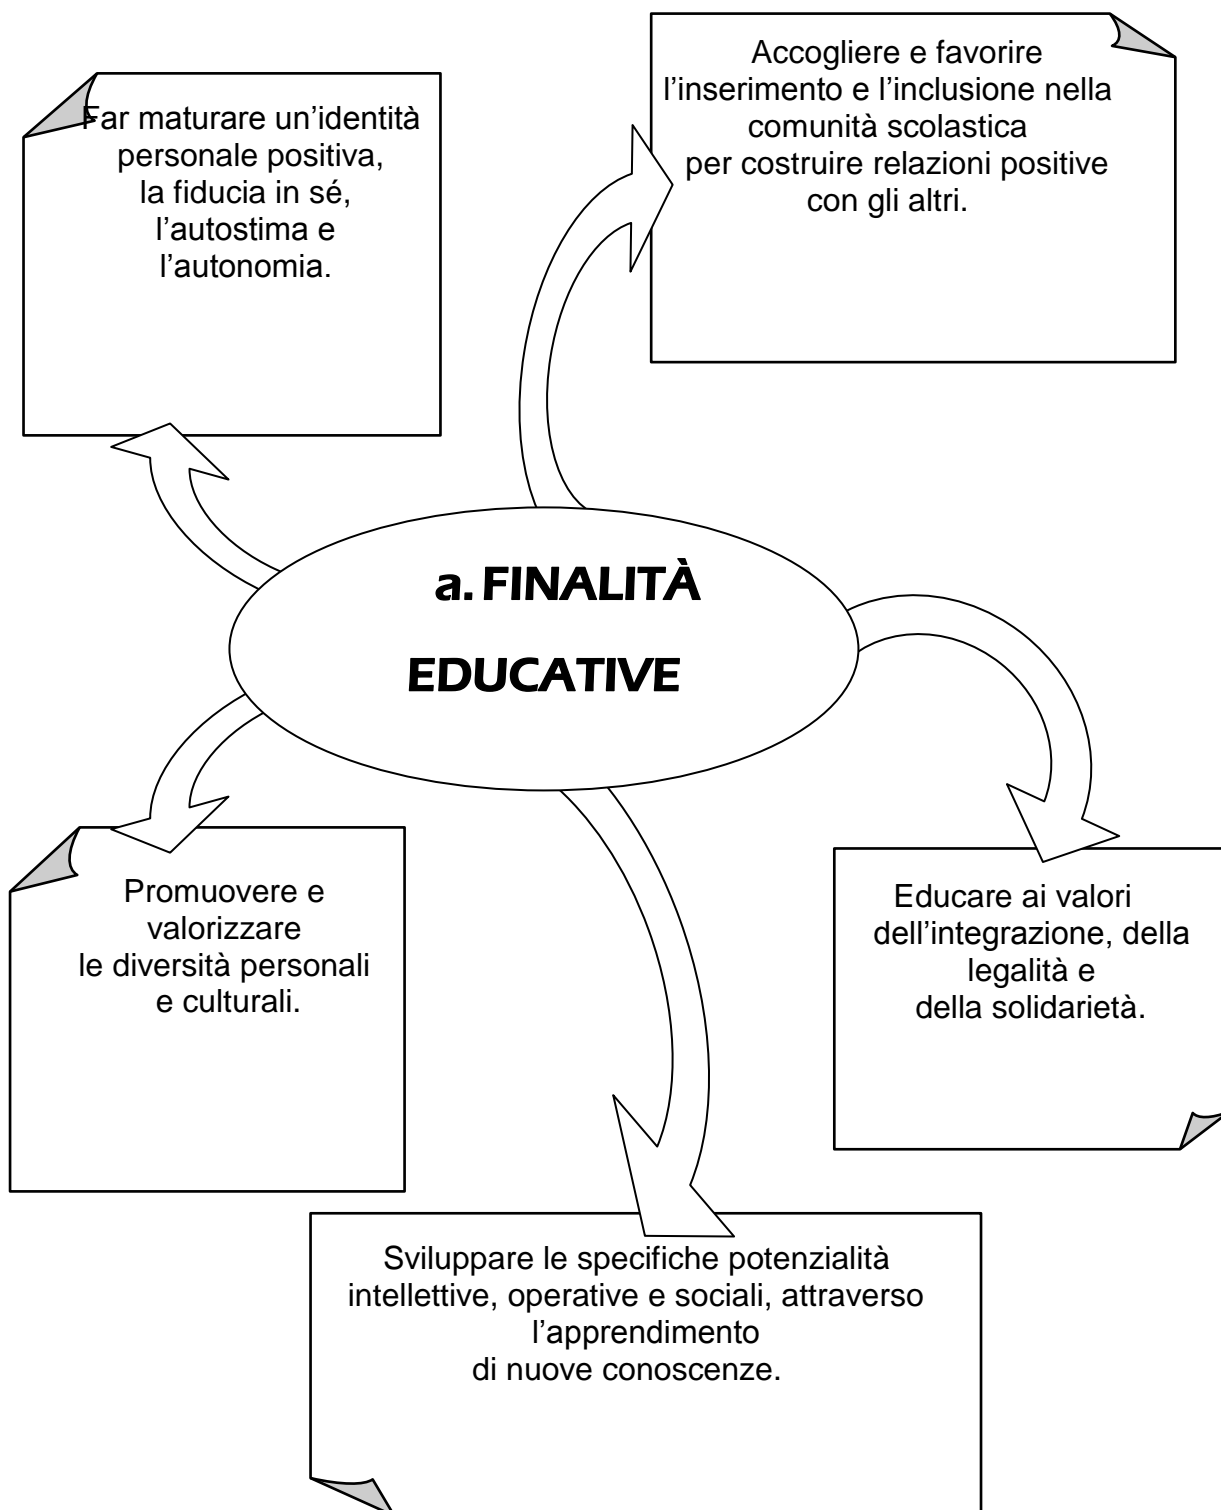 Accogliere e favorire
l’inserimento e l’inclusione nella
comunità scolastica
per costruire relazioni positive
con gli altri.
Far maturare un’identità
personale positiva,
la fiducia in sé,
l’autostima e
l’autonomia.
a. FINALITÀ
EDUCATIVE
Promuovere e
valorizzare
le diversità personali
e culturali.
Educare ai valori
dell’integrazione, della
legalità e
della solidarietà.
Sviluppare le specifiche potenzialità
intellettive, operative e sociali, attraverso
l’apprendimento
di nuove conoscenze.